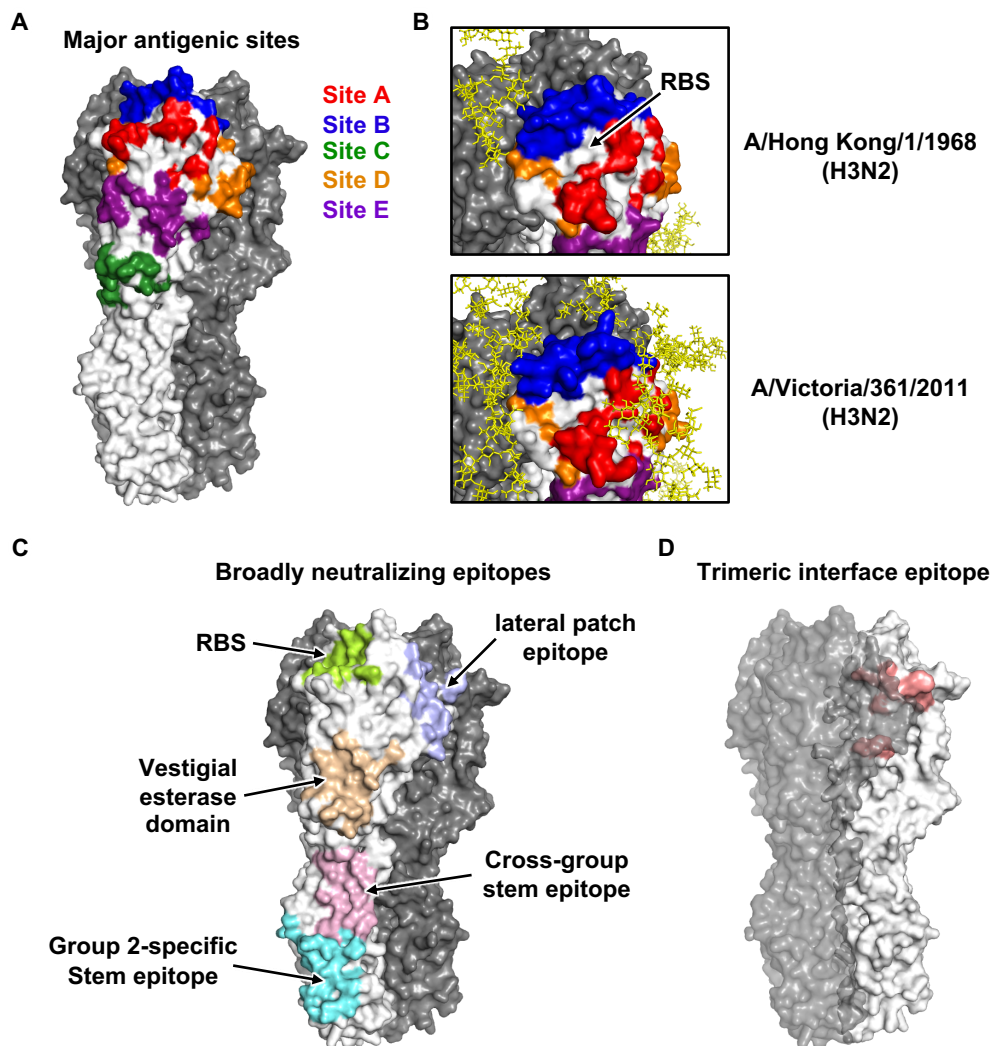 A
Major antigenic sites
Site A
Site B
Site C
Site D
Site E
B
RBS
A/Hong Kong/1/1968
(H3N2)
A/Victoria/361/2011
(H3N2)
C
Broadly neutralizing epitopes
RBS
lateral patch
epitope
Vestigial
esterase
domain
Cross-group
stem epitope
Group 2-specific
Stem epitope
D
Trimeric interface epitope